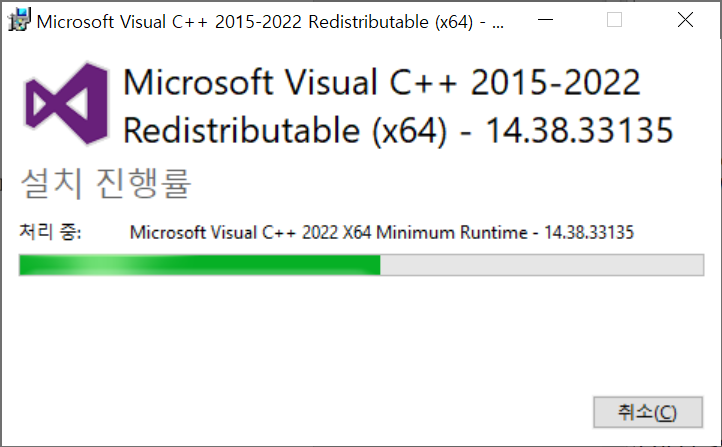 Microsoft Visual C++ 2015-2022 Redistributable (x64) - ...
Microsoft Visual C++ 2015-2022
Redistributable (x64) - 14.38.33135
설치 진행률
처리 중: Microsoft Visual C++ 2022 X64 Minimum Runtime - 14.38.33135
취소(C)